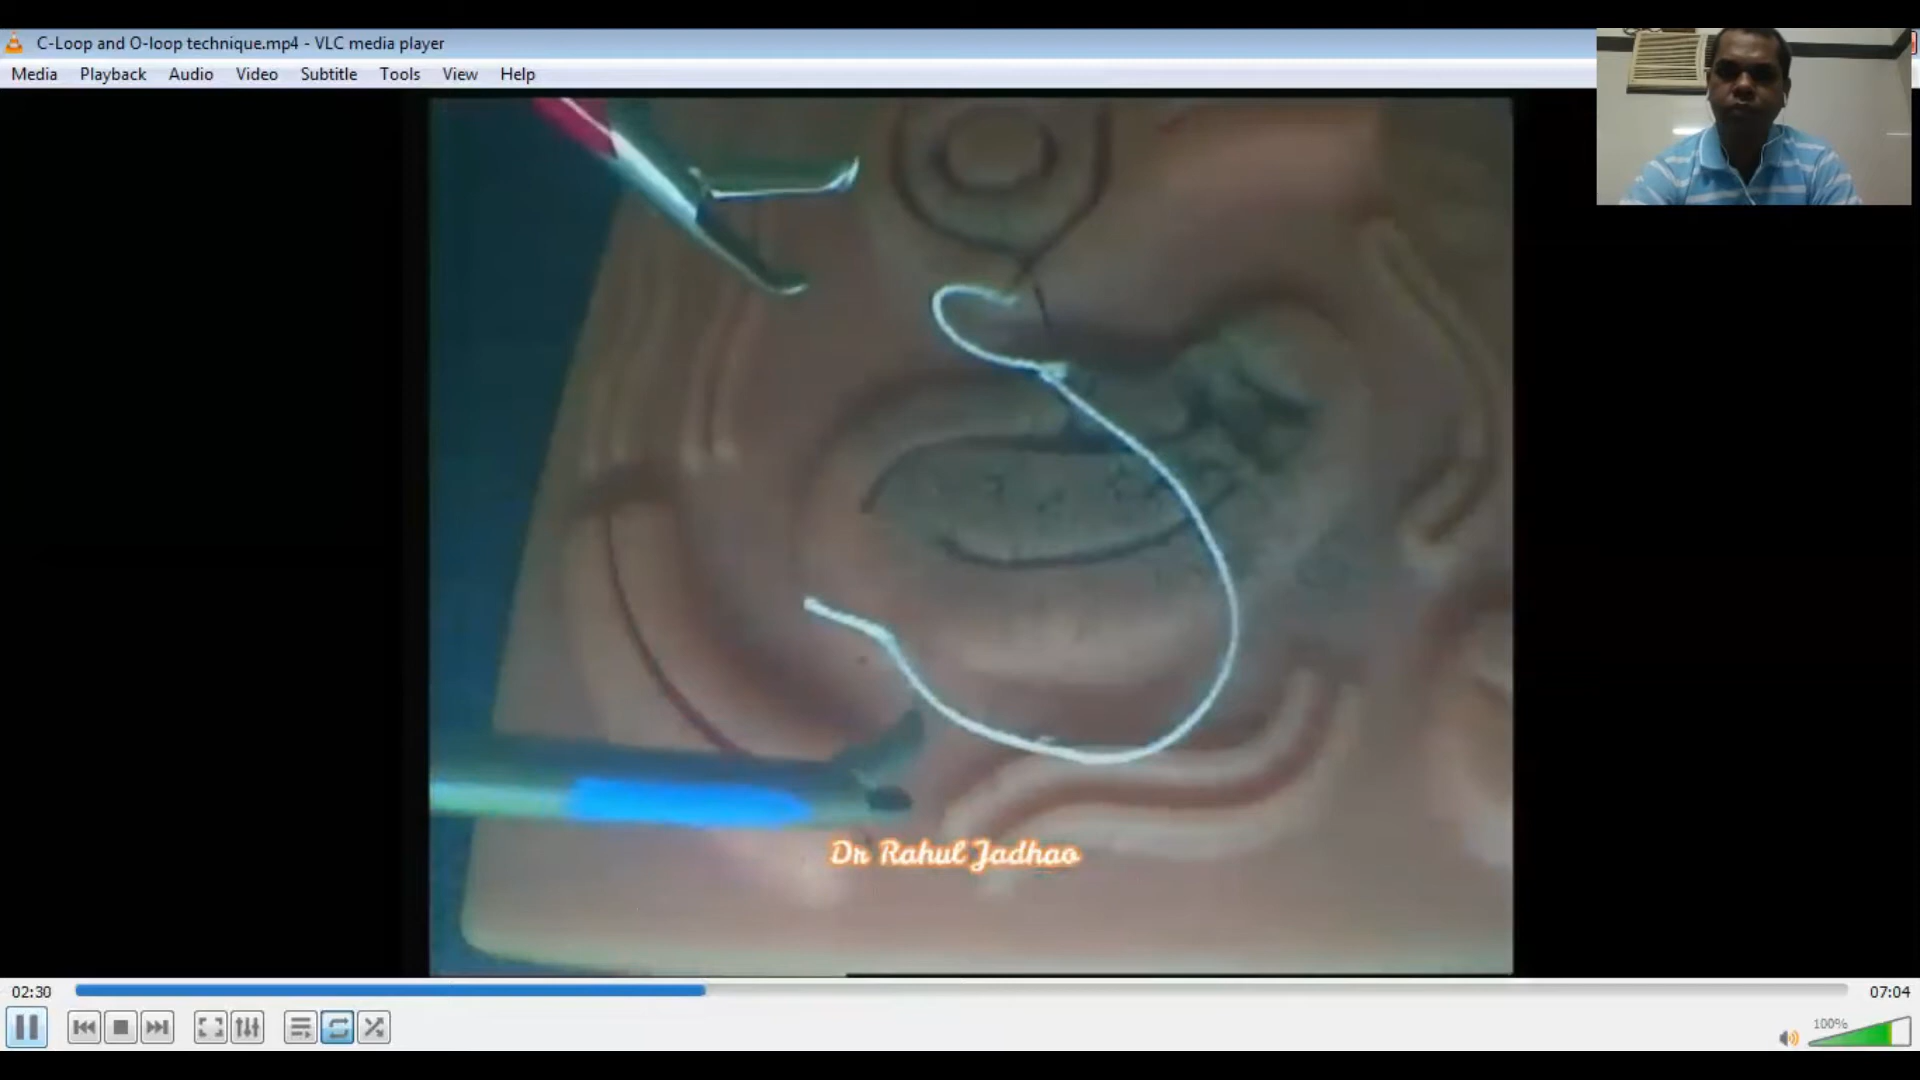 C-Loop and O-loop technique.mp4 - VLC media player
Media Playback Audio Video Subtitle Tools View Help
Dr Rahul Jadhao
02:30
07:04
100%